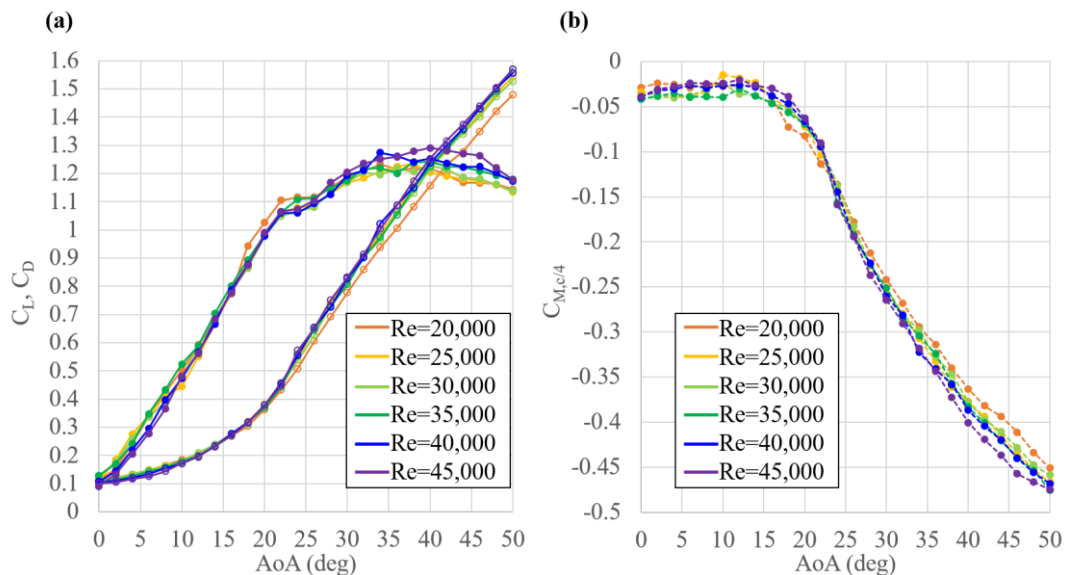 (a)
1.6
1.5
1.4
1.3
1.2
1.1
1
0.9
0.8
0.7
0.6
0.5
0.4
0.3
0.2
0.1
0
C_L, C_D
0 5 10 15 20 25 30 35 40 45 50
AoA (deg)
Re=20,000
Re=25,000
Re=30,000
Re=35,000
Re=40,000
Re=45,000
(b)
0
-0.05
-0.1
-0.15
-0.2
-0.25
-0.3
-0.35
-0.4
-0.45
-0.5
C_M,c/4
0 5 10 15 20 25 30 35 40 45 50
AoA (deg)
Re=20,000
Re=25,000
Re=30,000
Re=35,000
Re=40,000
Re=45,000